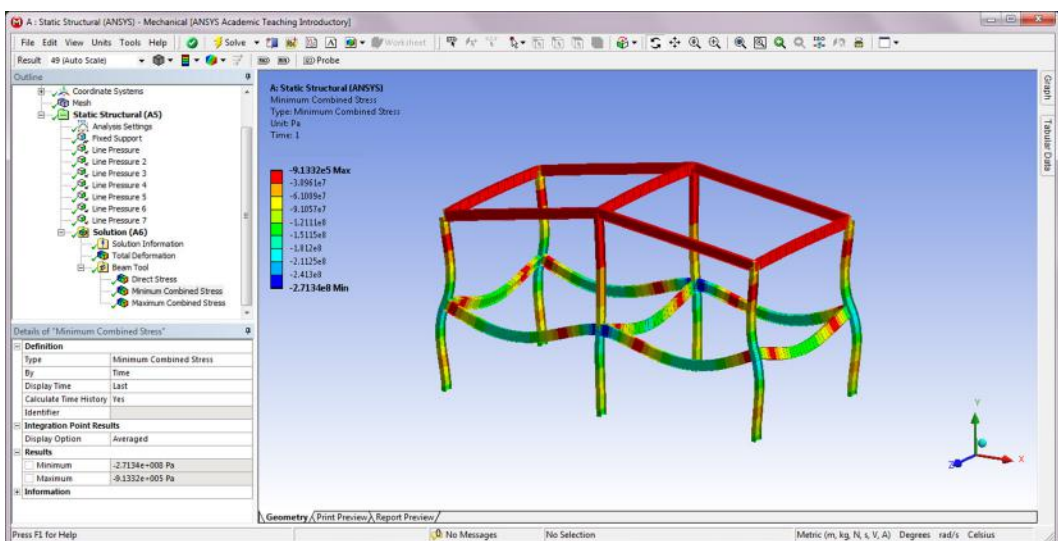 A : Static Structural (ANSYS) - Mechanical [ANSYS Academic Teaching Introductory]
File Edit View Units Tools Help Solve Worksheet
Result 49 (Auto Scale) Probe
Outline
Coordinate Systems
Mesh
Static Structural (A5)
Analysis Settings
Fixed Support
Line Pressure
Line Pressure 2
Line Pressure 3
Line Pressure 4
Line Pressure 5
Line Pressure 6
Line Pressure 7
Solution (A6)
Solution Information
Total Deformation
Beam Tool
Direct Stress
Minimum Combined Stress
Maximum Combined Stress
Details of "Minimum Combined Stress"
Definition
Type Minimum Combined Stress
By Time
Display Time Last
Calculate Time History Yes
Identifier
Integration Point Results
Display Option Averaged
Results
Minimum -2.7134e+008 Pa
Maximum -9.1332e+005 Pa
Information
A: Static Structural (ANSYS)
Minimum Combined Stress
Type: Minimum Combined Stress
Unit: Pa
Time: 1
-9.1332e5 Max
-6.1009e7
-9.1057e7
-1.2111e8
-1.5115e8
-1.812e8
-2.1125e8
-2.413e8
-2.7134e8 Min
Y
X
Z
Graph
Tabular Data
Geometry Print Preview Report Preview
Press F1 for Help No Messages No Selection Metric (m, kg, N, s, V, A) Degrees rad/s Celsius